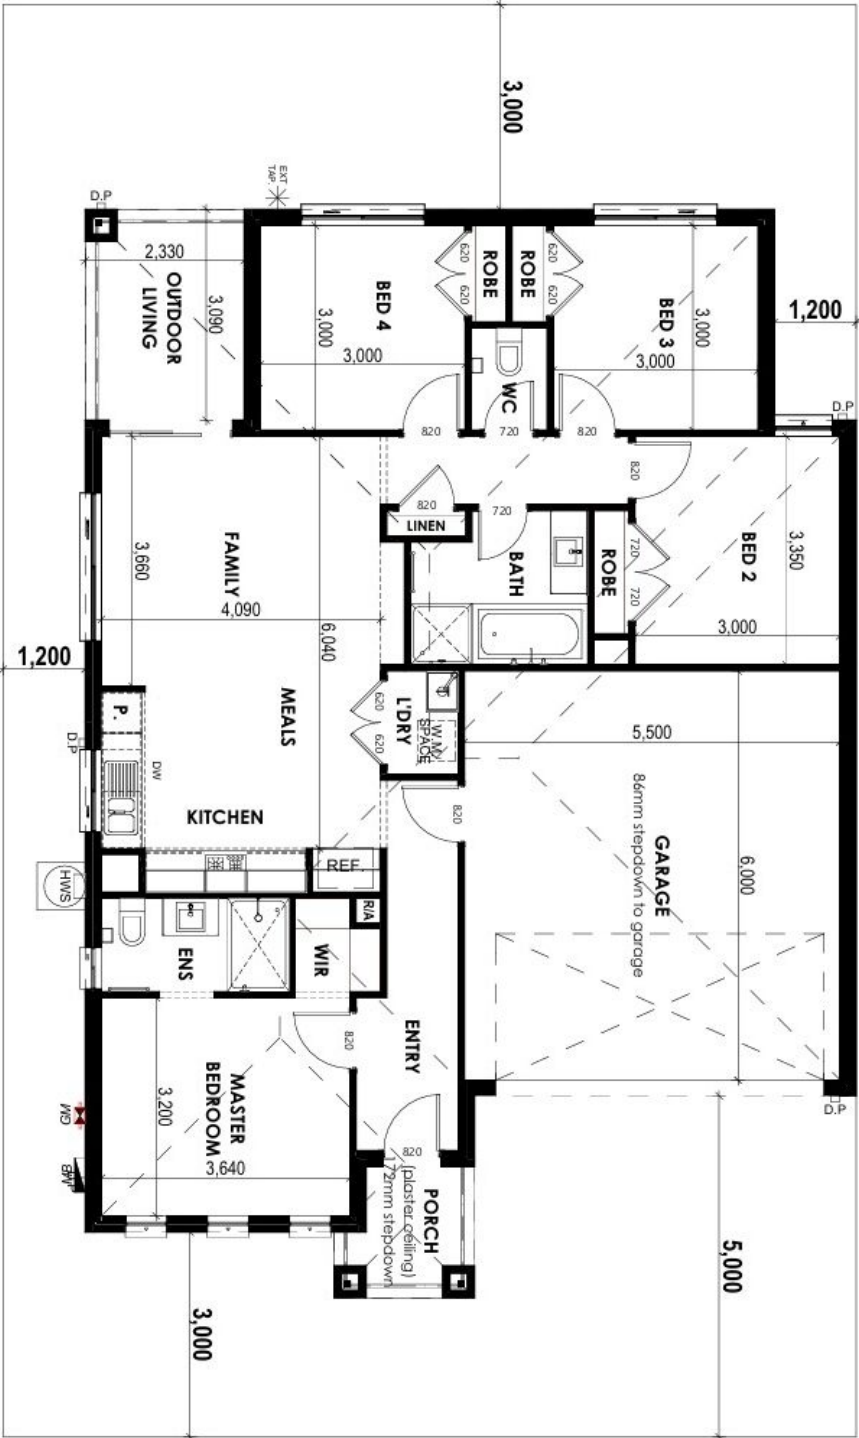 3,000
EXT
TAP.
D.P
2,330
OUTDOOR
LIVING
3,090
BED 4
3,000
3,000
620
620
ROBE
ROBE
620
620
BED 3
3,000
3,000
1,200
WC
D.P
820
720
820
820
820
LINEN
720
BATH
ROBE
720
720
BED 2
3,350
3,000
FAMILY
3,660
4,090
6,040
1,200
MEALS
P.
D.P
DW
KITCHEN
620
620
L'DRY
W.M/
SPACE
5,500
820
GARAGE
86mm stepdown to garage
6,000
REF.
HWS
R/A
ENS
WIR
820
ENTRY
MASTER
BEDROOM
3,200
3,640
GM
MB
820
PORCH
(plaster ceiling)
172mm stepdown
D.P
5,000
3,000